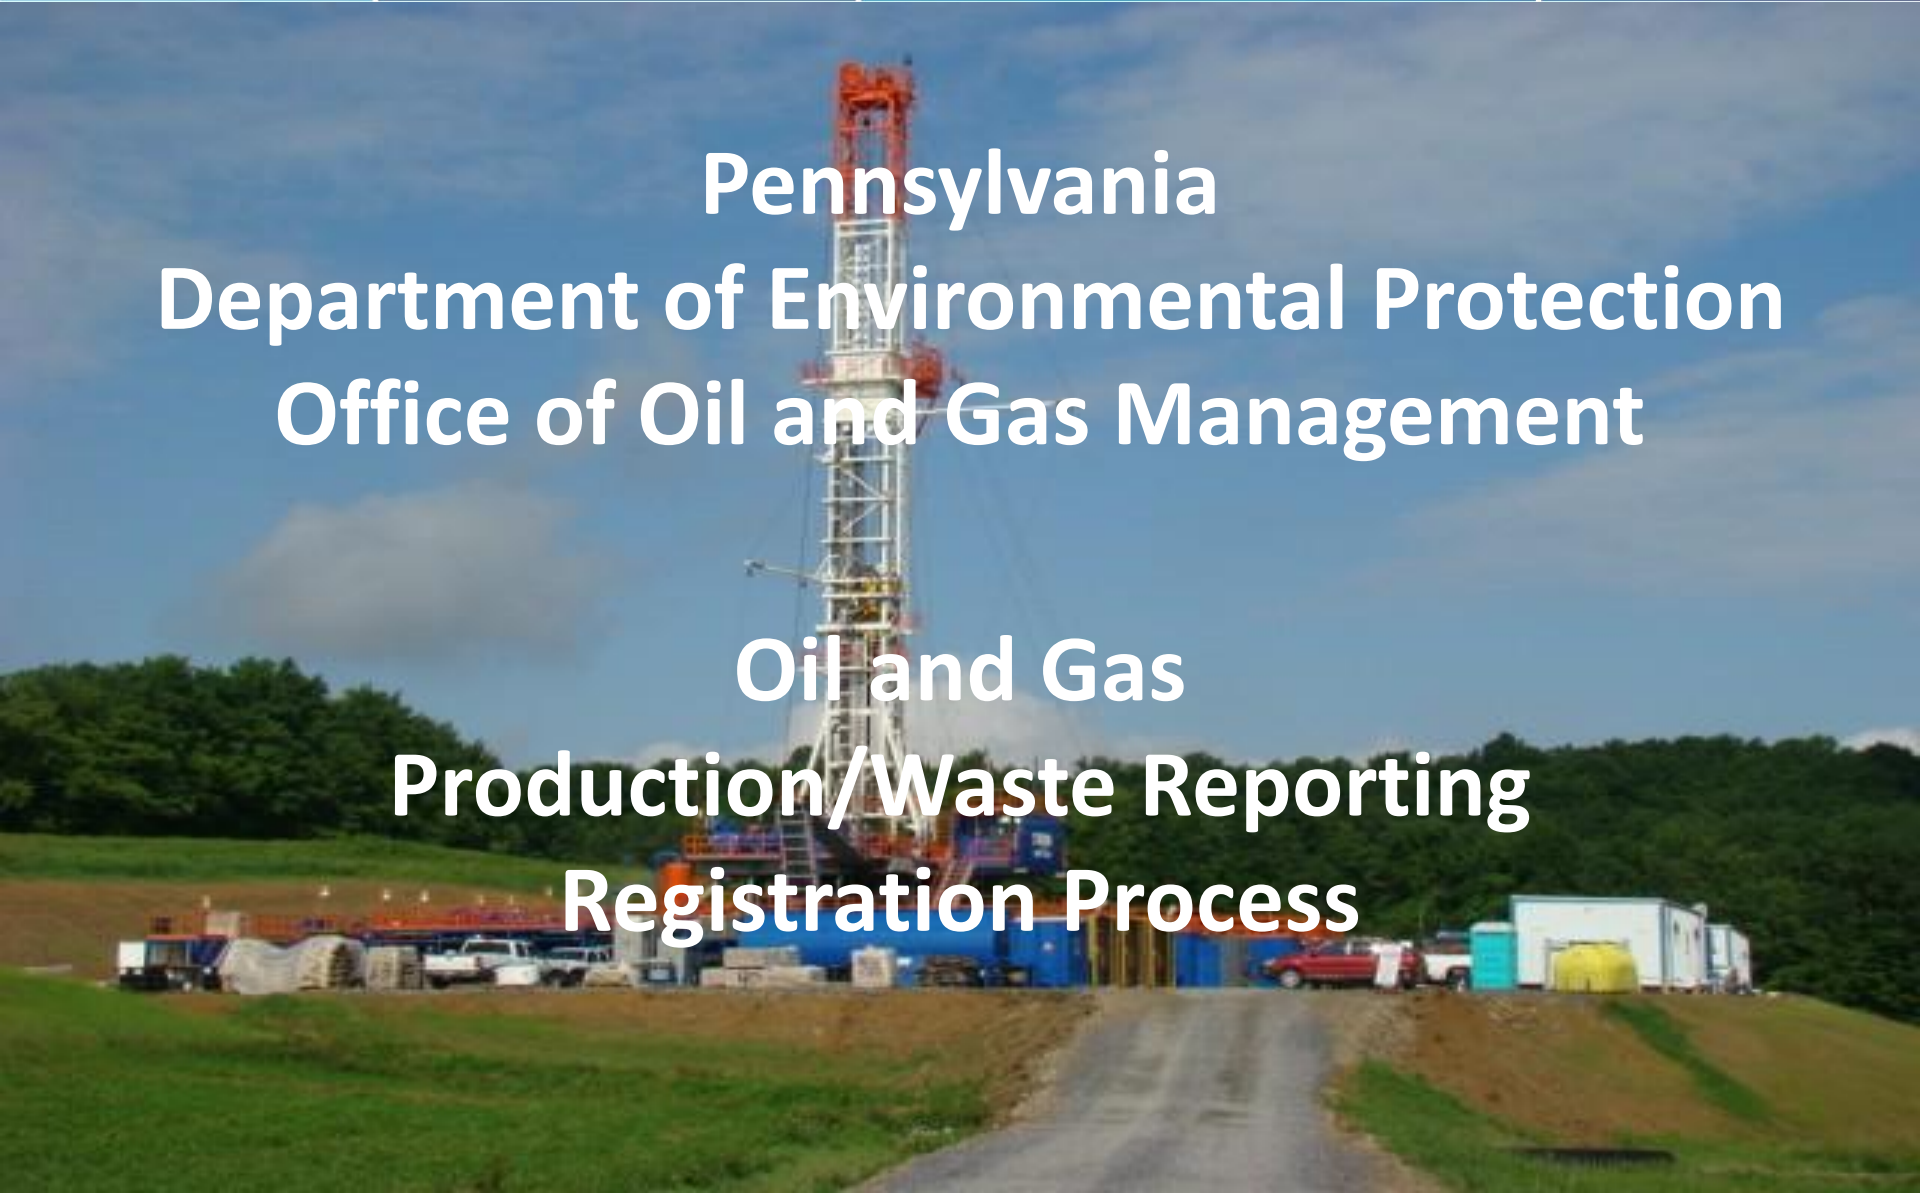 Pennsylvania
Department of Environmental Protection
Office of Oil and Gas Management
Oil and Gas
Production/Waste Reporting
Registration Process